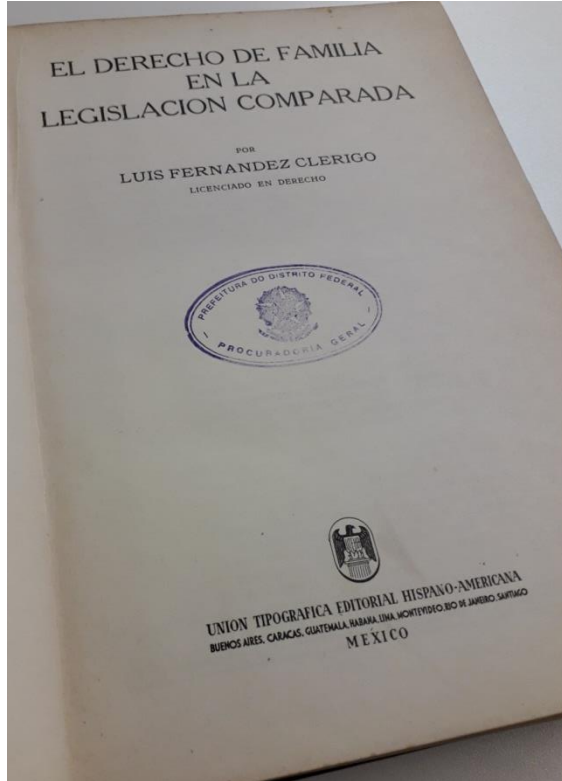 EL DERECHO DE FAMILIA
EN LA
LEGISLACION COMPARADA
POR
LUIS FERNANDEZ CLERIGO
LICENCIADO EN DERECHO
PREFEITURA DO DISTRITO FEDERAL
- PROCURADORIA GERAL -
UNION TIPOGRAFICA EDITORIAL HISPANO-AMERICANA
BUENOS AIRES, CARACAS, GUATEMALA, HABANA, LIMA, MONTEVIDEO, RIO DE JANEIRO, SANTIAGO
MEXICO